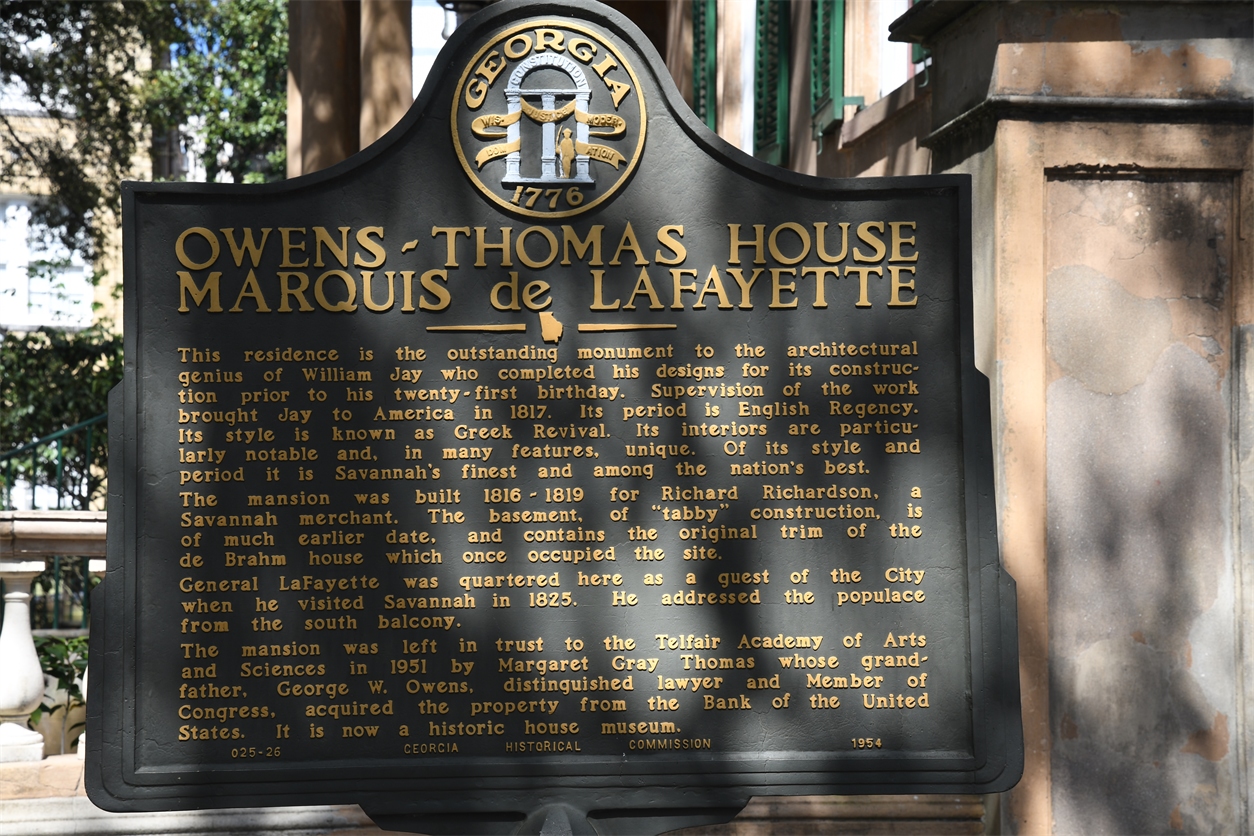 GEORGIA
CONSTITUTION
WIS- JUSTICE MODER-
DOM ATION
1776
OWENS-THOMAS HOUSE
MARQUIS de LAFAYETTE
This residence is the outstanding monument to the architectural
genius of William Jay who completed his designs for its construc-
tion prior to his twenty-first birthday. Supervision of the work
brought Jay to America in 1817. Its period is English Regency.
Its style is known as Greek Revival. Its interiors are particu-
larly notable and, in many features, unique. Of its style and
period it is Savannah's finest and among the nation's best.
The mansion was built 1816-1819 for Richard Richardson, a
Savannah merchant. The basement, of "tabby" construction, is
of much earlier date, and contains the original trim of the
de Brahm house which once occupied the site.
General LaFayette was quartered here as a guest of the City
when he visited Savannah in 1825. He addressed the populace
from the south balcony.
The mansion was left in trust to the Telfair Academy of Arts
and Sciences in 1951 by Margaret Gray Thomas whose grand-
father, George W. Owens, distinguished lawyer and Member of
Congress, acquired the property from the Bank of the United
States. It is now a historic house museum.
025-26 GEORGIA HISTORICAL COMMISSION 1954